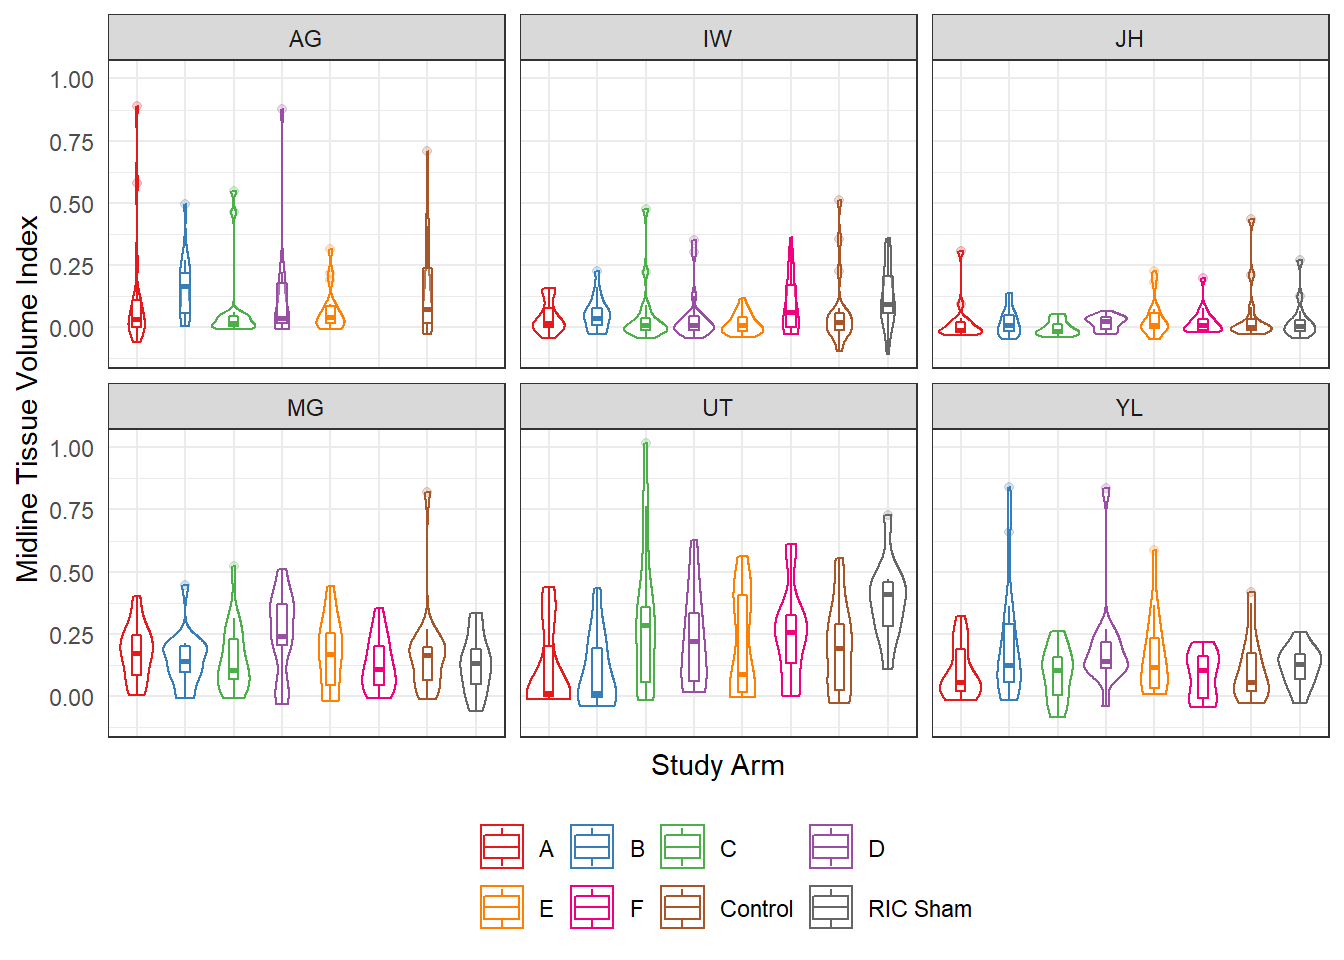 AG IW JH
1.00
0.75
0.50
0.25
0.00
MG UT YL
1.00
0.75
0.50
0.25
0.00
Midline Tissue Volume Index
Study Arm
A B C D
E F Control RIC Sham